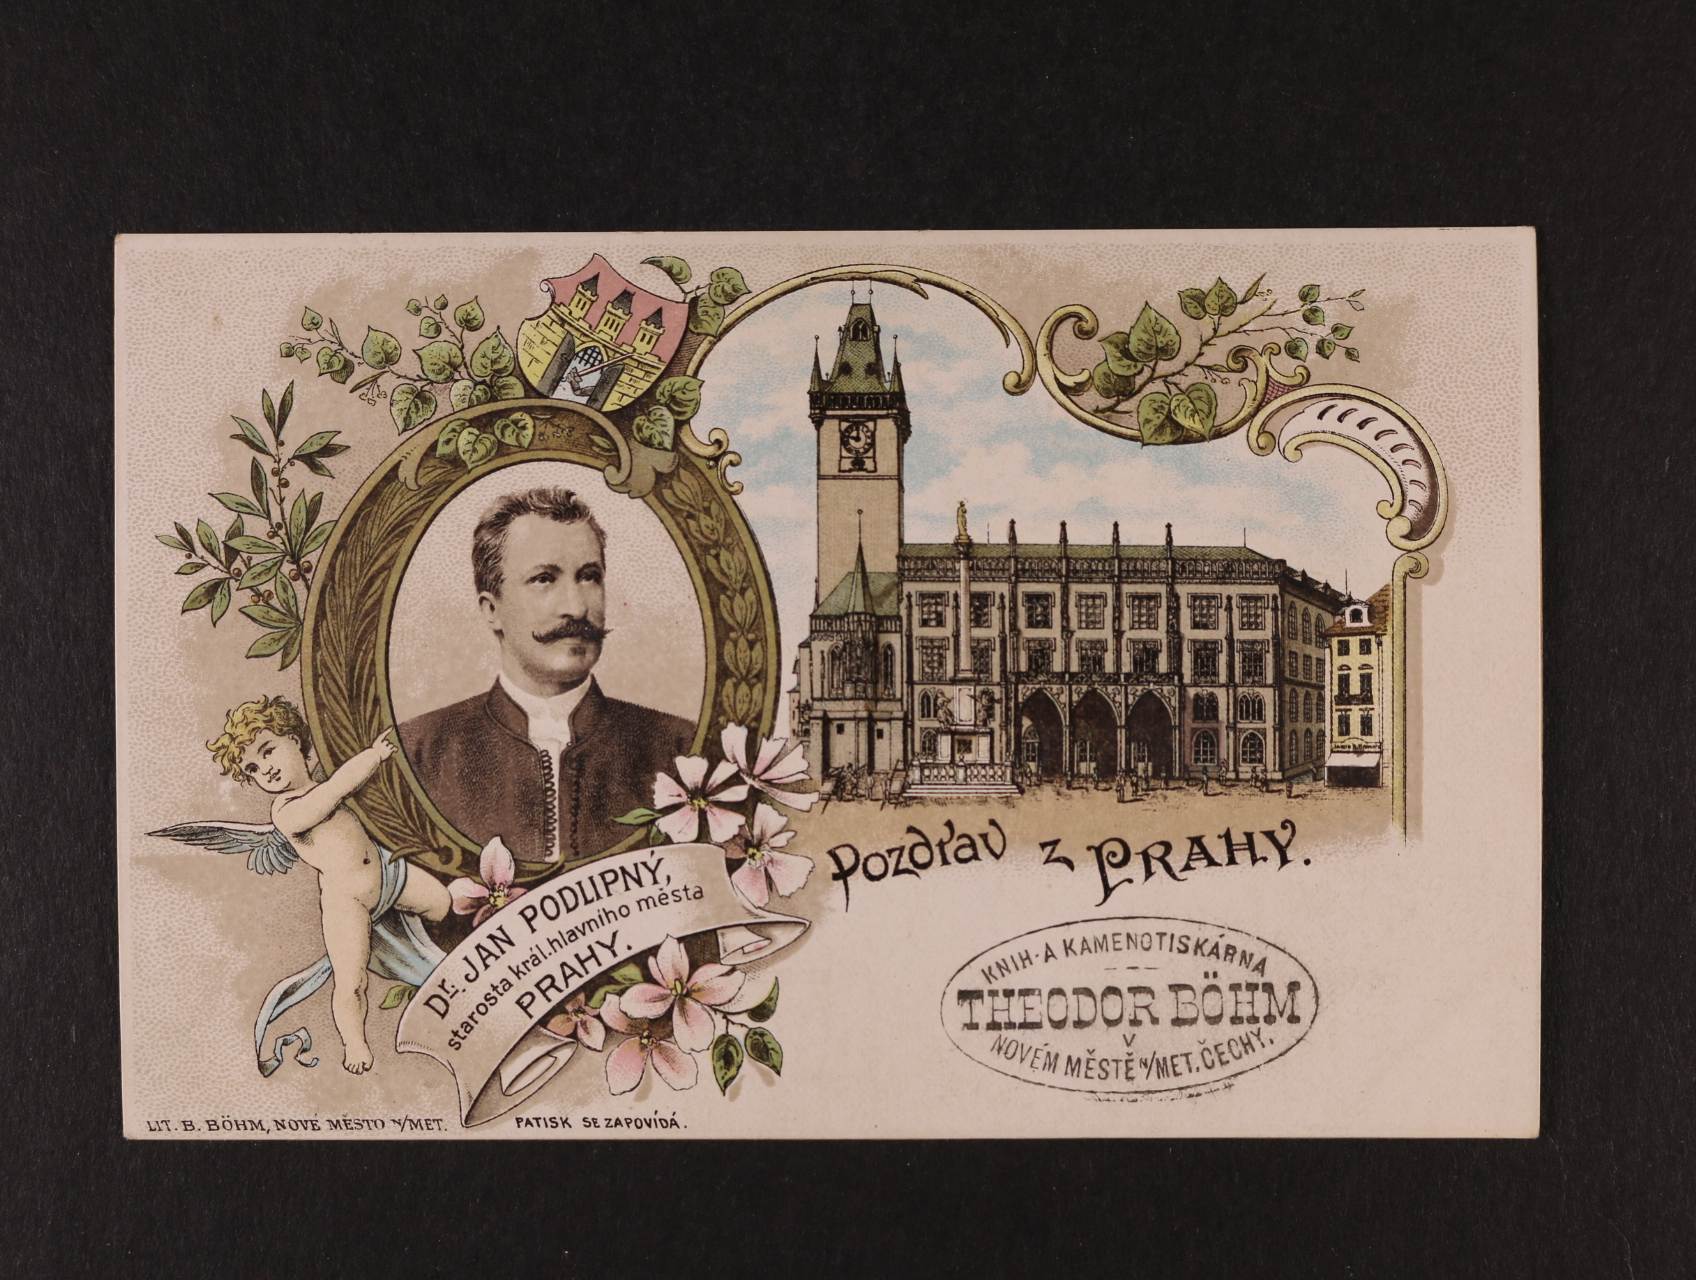 Dr. JAN PODLIPNÝ,
starosta král. hlavního města
PRAHY.
Pozdrav z PRAHY.
KNIH- A KAMENOTISKÁRNA
THEODOR BÖHM
V
NOVÉM MĚSTĚ N/MET. ČECHY.
LIT. B. BÖHM, NOVÉ MĚSTO N/MET.
PATISK SE ZAPOVÍDÁ.